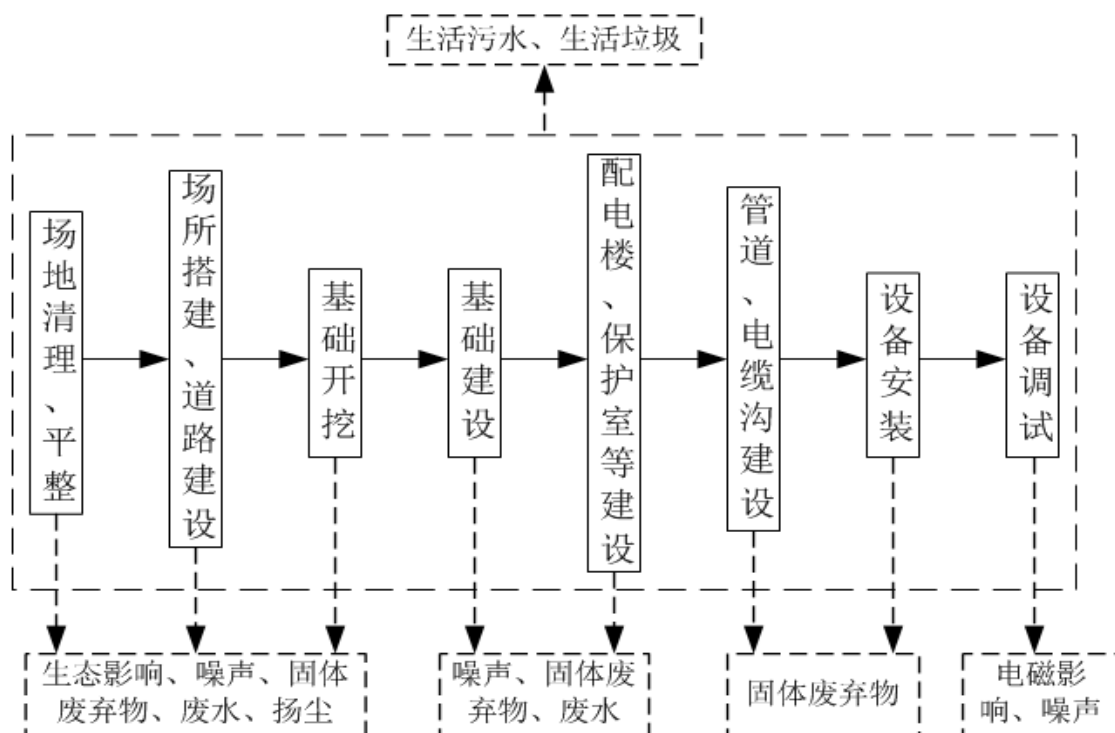 生活污水、生活垃圾
场地清理、平整
场所搭建、道路建设
基础开挖
基础建设
配电楼、保护室等建设
管道、电缆沟建设
设备安装
设备调试
生态影响、噪声、固体
废弃物、废水、扬尘
噪声、固体废
弃物、废水
固体废弃物
电磁影
响、噪声